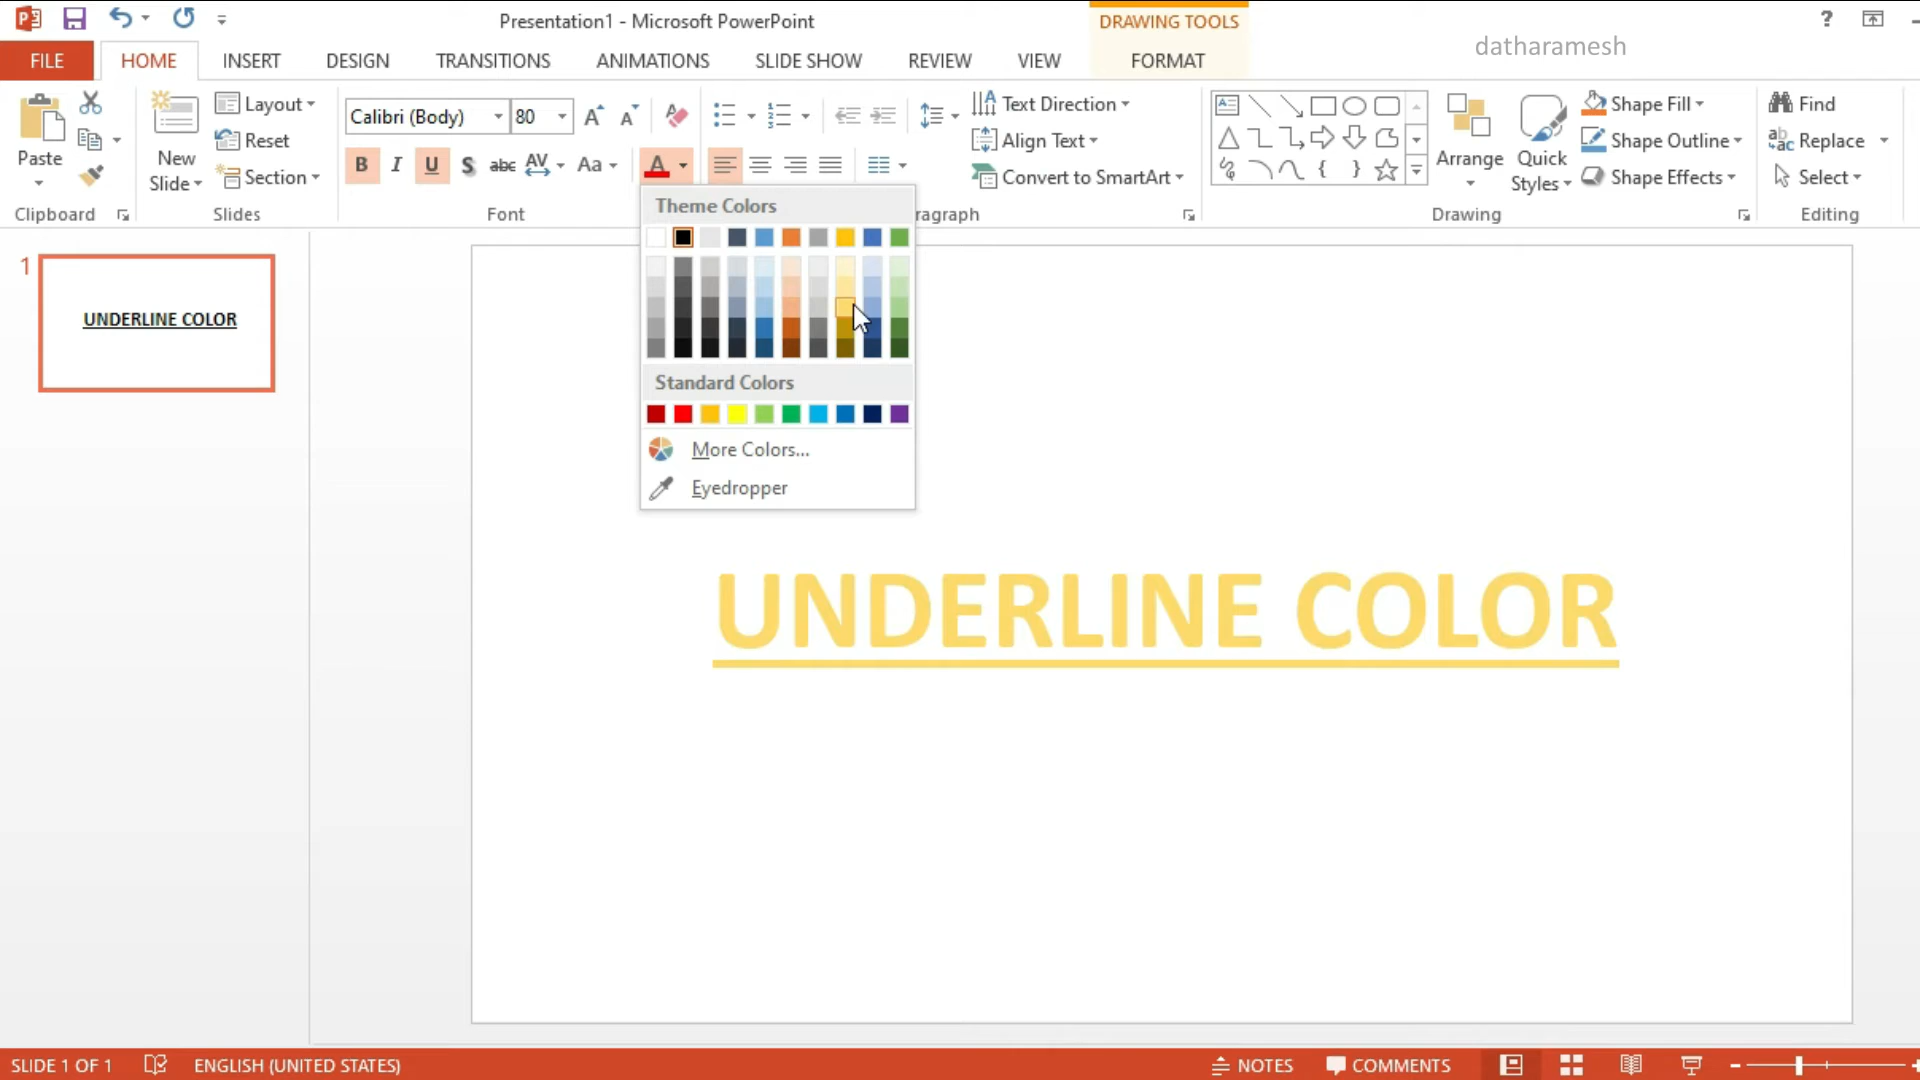 Presentation1 - Microsoft PowerPoint
DRAWING TOOLS
?
datharamesh
FILE HOME INSERT DESIGN TRANSITIONS ANIMATIONS SLIDE SHOW REVIEW VIEW FORMAT
Paste
Clipboard
New
Slide
Layout
Reset
Section
Slides
Calibri (Body) 80
B I U S abc AV Aa A
Font
Text Direction
Align Text
Convert to SmartArt
ragraph
Arrange
Quick
Styles
Shape Fill
Shape Outline
Shape Effects
Drawing
Find
Replace
Select
Editing
Theme Colors
Standard Colors
More Colors...
Eyedropper
1
UNDERLINE COLOR
UNDERLINE COLOR
SLIDE 1 OF 1 ENGLISH (UNITED STATES) NOTES COMMENTS